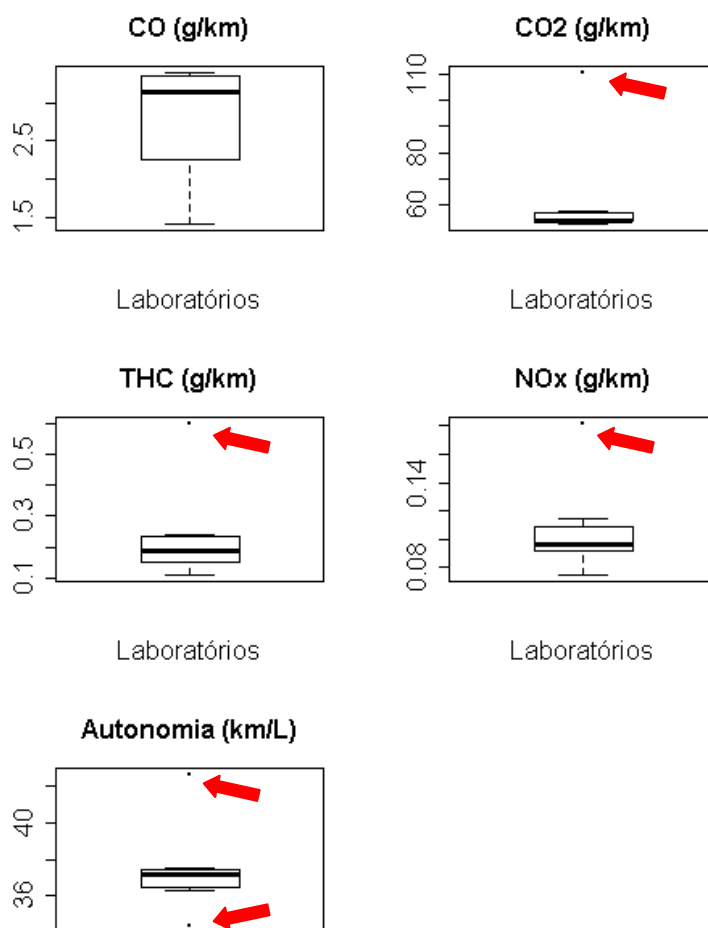 CO (g/km)
1.5
2.5
Laboratórios
CO2 (g/km)
60
80
110
Laboratórios
THC (g/km)
0.1
0.3
0.5
Laboratórios
NOx (g/km)
0.08
0.14
Laboratórios
Autonomia (km/L)
36
40